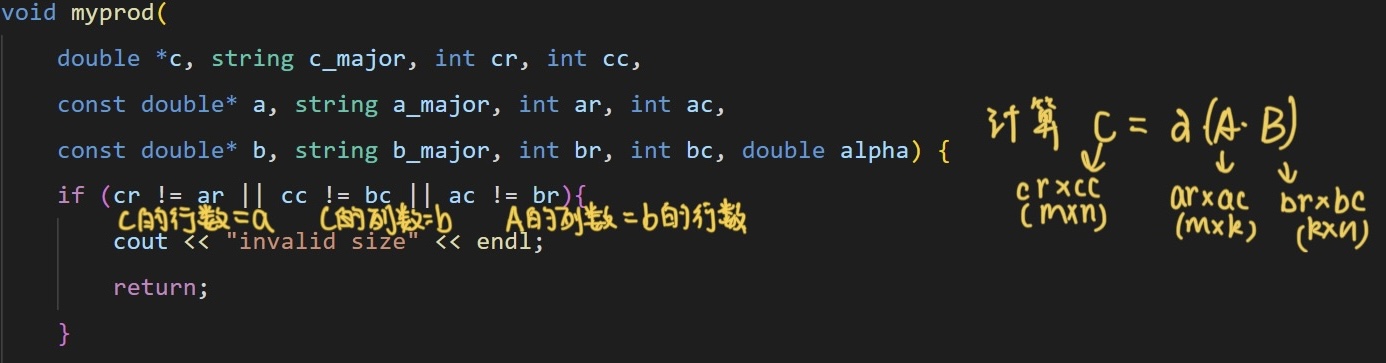 void myprod(
double *c, string c_major, int cr, int cc,
const double* a, string a_major, int ar, int ac,
const double* b, string b_major, int br, int bc, double alpha) {
if (cr != ar || cc != bc || ac != br){
C的行数=a C的列数=b A的列数=b的行数
cout << "invalid size" << endl;
return;
}
计算 C = a(A·B)
cr×cc ar×ac br×bc
(m×n) (m×k) (k×n)